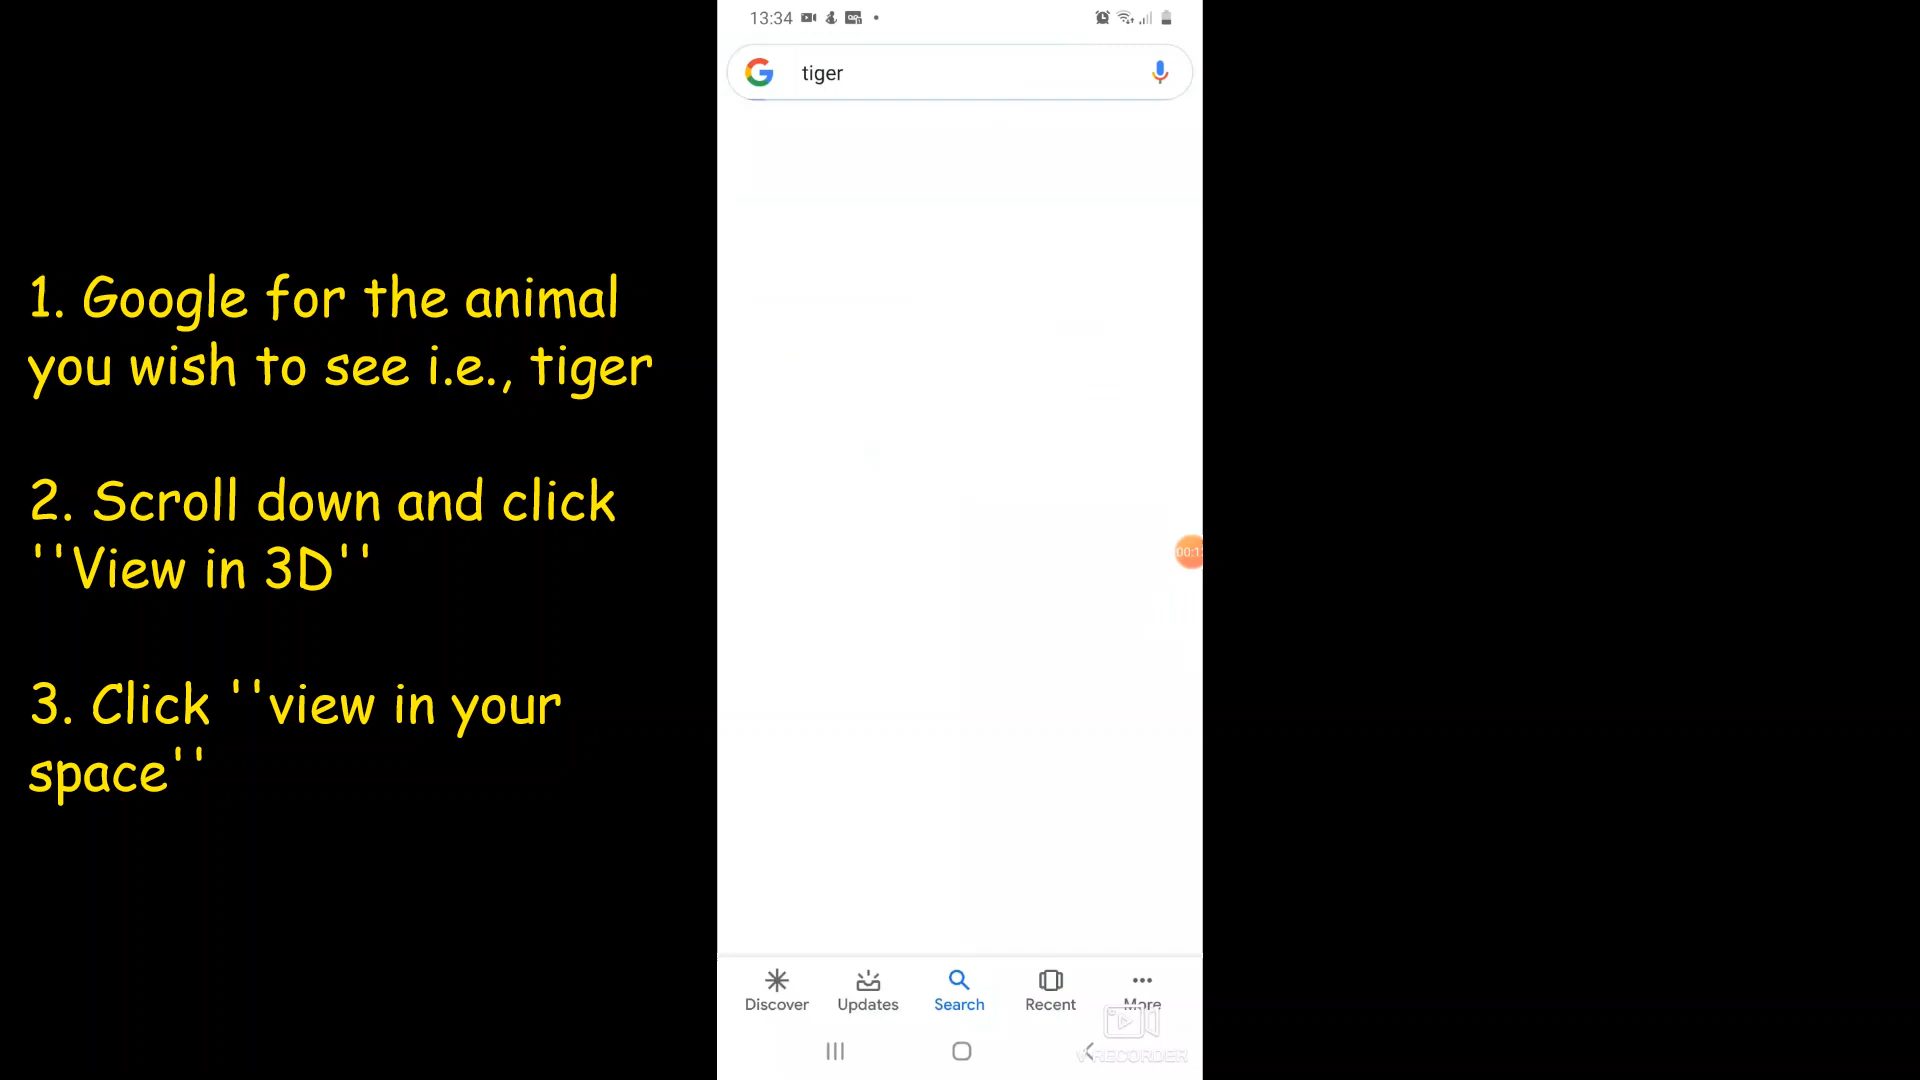 13:34
tiger
1. Google for the animal
you wish to see i.e., tiger
2. Scroll down and click
''View in 3D''
3. Click ''view in your
space''
Discover Updates Search Recent More